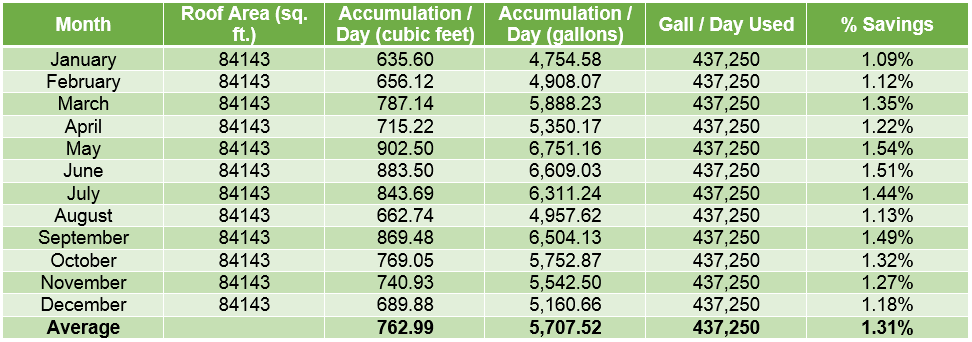 Month Roof Area (sq. ft.) Accumulation / Day (cubic feet) Accumulation / Day (gallons) Gall / Day Used % Savings
January 84143 635.60 4,754.58 437,250 1.09%
February 84143 656.12 4,908.07 437,250 1.12%
March 84143 787.14 5,888.23 437,250 1.35%
April 84143 715.22 5,350.17 437,250 1.22%
May 84143 902.50 6,751.16 437,250 1.54%
June 84143 883.50 6,609.03 437,250 1.51%
July 84143 843.69 6,311.24 437,250 1.44%
August 84143 662.74 4,957.62 437,250 1.13%
September 84143 869.48 6,504.13 437,250 1.49%
October 84143 769.05 5,752.87 437,250 1.32%
November 84143 740.93 5,542.50 437,250 1.27%
December 84143 689.88 5,160.66 437,250 1.18%
Average 762.99 5,707.52 437,250 1.31%